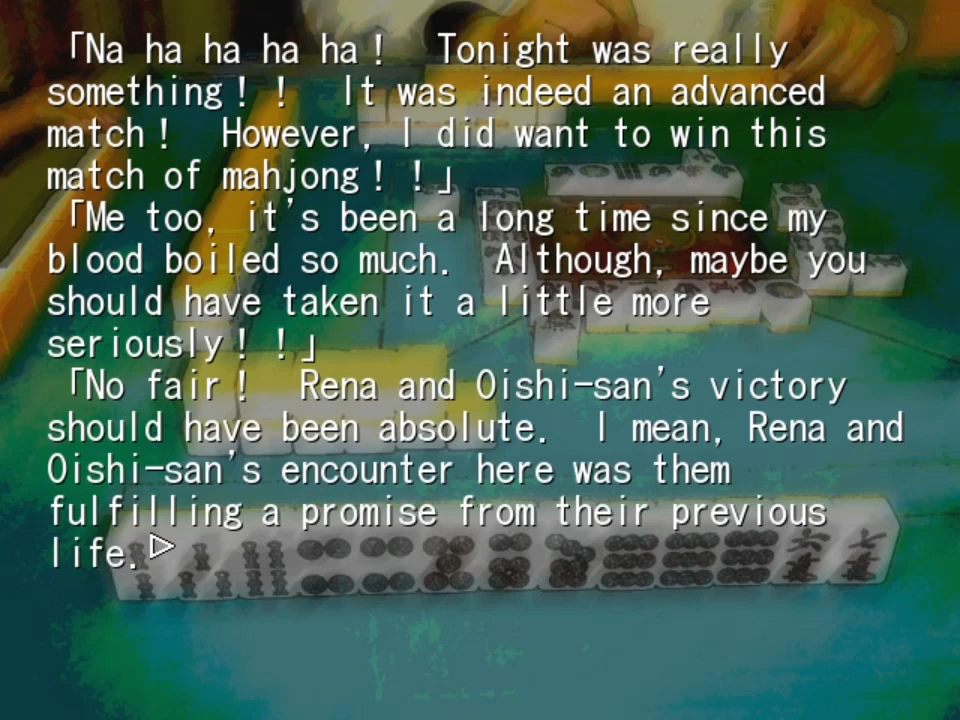 「Na ha ha ha ha！ Tonight was really
something！！ It was indeed an advanced
match！ However, I did want to win this
match of mahjong！！」
「Me too, it's been a long time since my
blood boiled so much. Although, maybe you
should have taken it a little more
seriously！！」
「No fair！ Rena and Oishi-san's victory
should have been absolute. I mean, Rena and
Oishi-san's encounter here was them
fulfilling a promise from their previous
life.